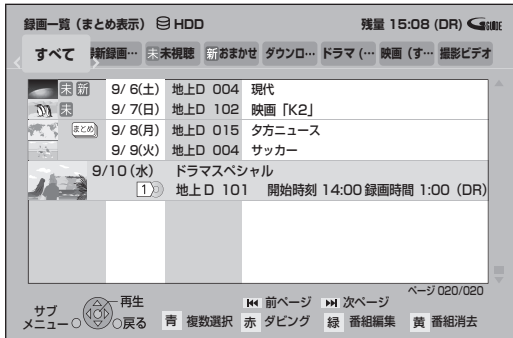 録画一覧（まとめ表示） HDD 残量 15:08 (DR) GGUIDE
すべて 新録画… 未 未視聴 新おまかせ ダウンロ… ドラマ（… 映画（す… 撮影ビデオ
未 新 9/ 6(土) 地上D 004 現代
未 9/ 7(日) 地上D 102 映画「K2」
まとめ 9/ 8(月) 地上D 015 夕方ニュース
9/ 9(火) 地上D 004 サッカー
9/10 (水) ドラマスペシャル
1 地上D 101 開始時刻 14:00 録画時間 1:00 (DR)
ページ 020/020
サブメニュー 再生 戻る 前ページ 次ページ
青 複数選択 赤 ダビング 緑 番組編集 黄 番組消去